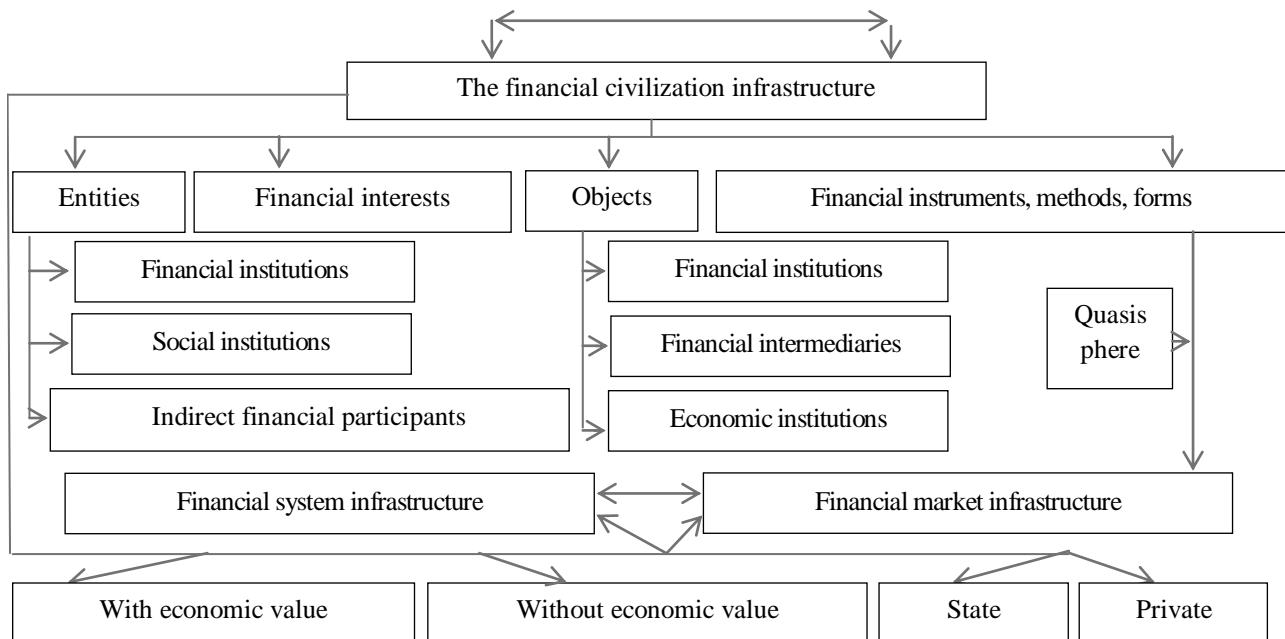 The financial civilization infrastructure
Entities
Financial interests
Objects
Financial instruments, methods, forms
Financial institutions
Financial institutions
Quasis
phere
Social institutions
Financial intermediaries
Indirect financial participants
Economic institutions
Financial system infrastructure
Financial market infrastructure
With economic value
Without economic value
State
Private